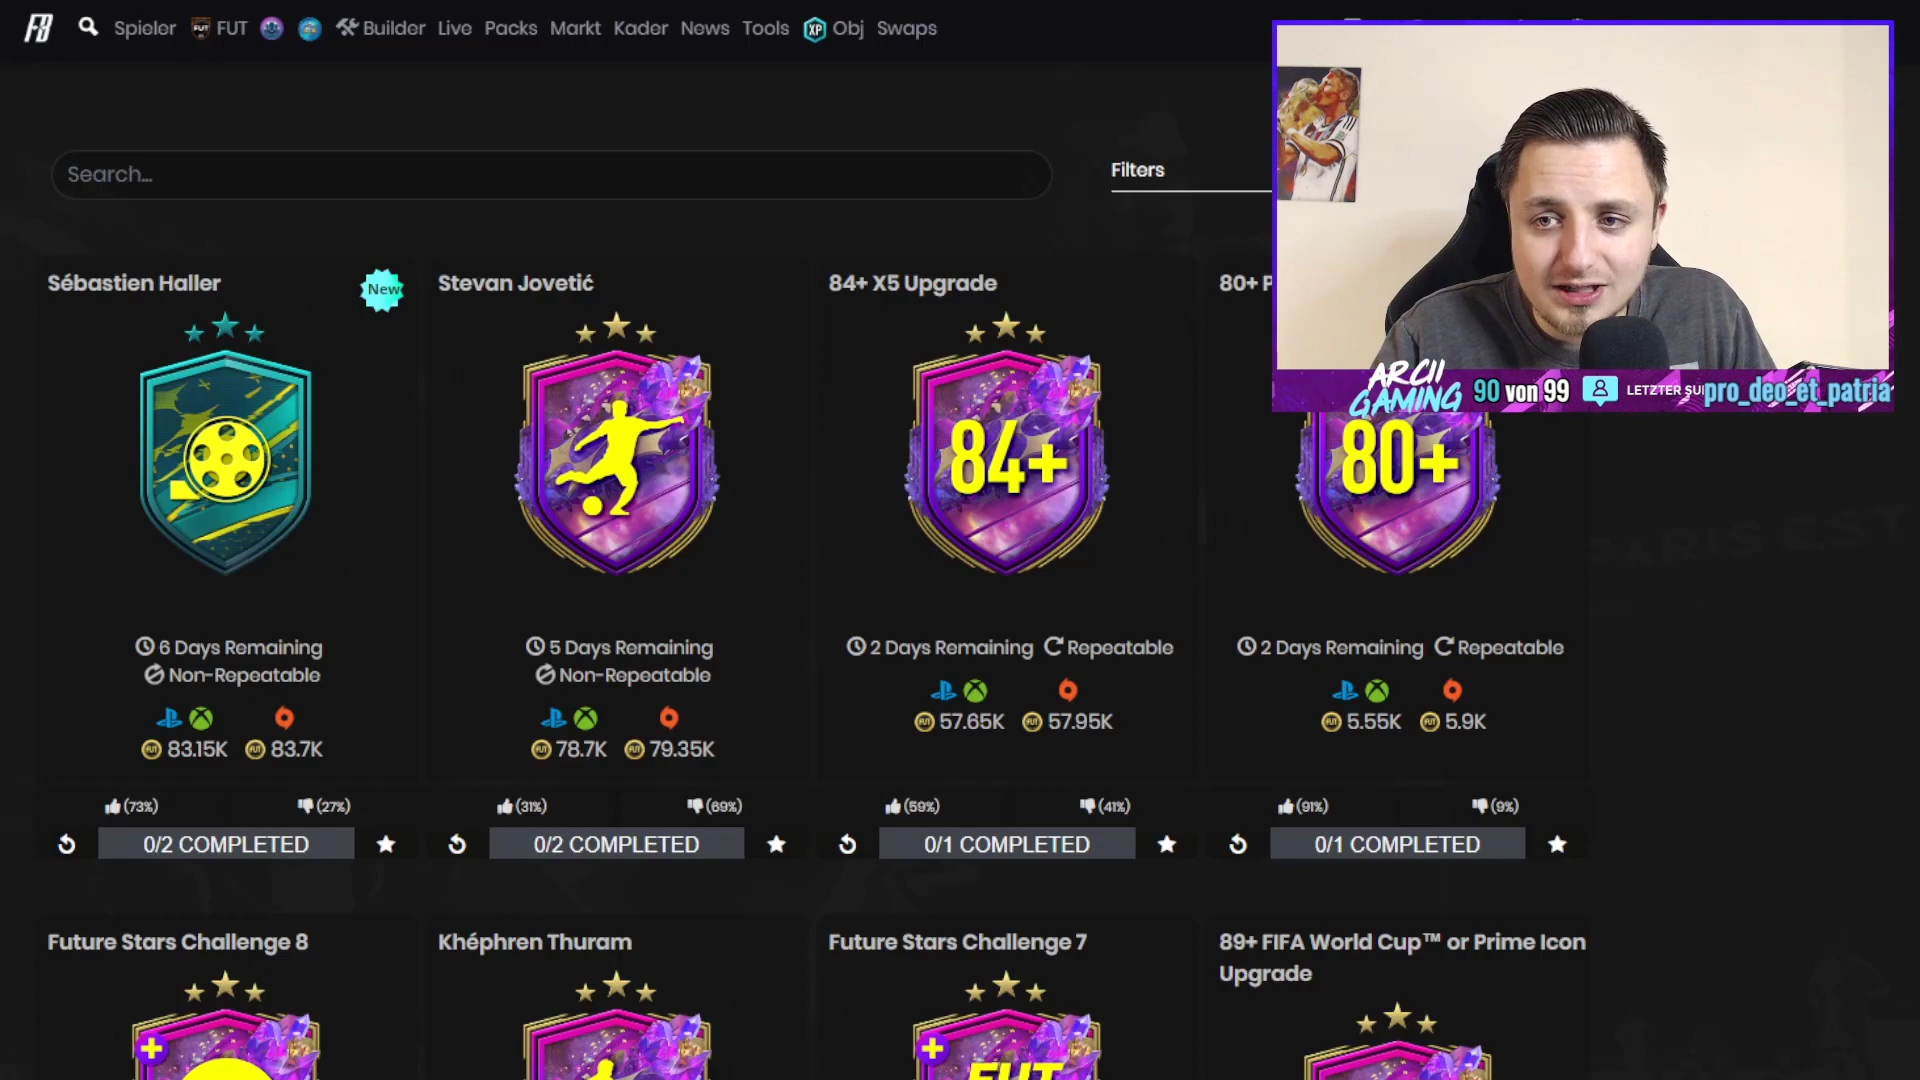 F8 Spieler FUT Builder Live Packs Markt Kader News Tools XP Obj Swaps
Search...
Filters
ARCII GAMING 90 von 99 LETZTER SU pro_deo_et_patria
Sébastien Haller
New
Stevan Jovetić
84+ X5 Upgrade
80+ P
84+
80+
6 Days Remaining
Non-Repeatable
5 Days Remaining
Non-Repeatable
2 Days Remaining Repeatable
2 Days Remaining Repeatable
83.15K 83.7K
78.7K 79.35K
57.65K 57.95K
5.55K 5.9K
(73%) (27%)
(31%) (69%)
(59%) (41%)
(91%) (9%)
0/2 COMPLETED
0/2 COMPLETED
0/1 COMPLETED
0/1 COMPLETED
Future Stars Challenge 8
Khéphren Thuram
Future Stars Challenge 7
89+ FIFA World Cup™ or Prime Icon
Upgrade
+
+
FUT